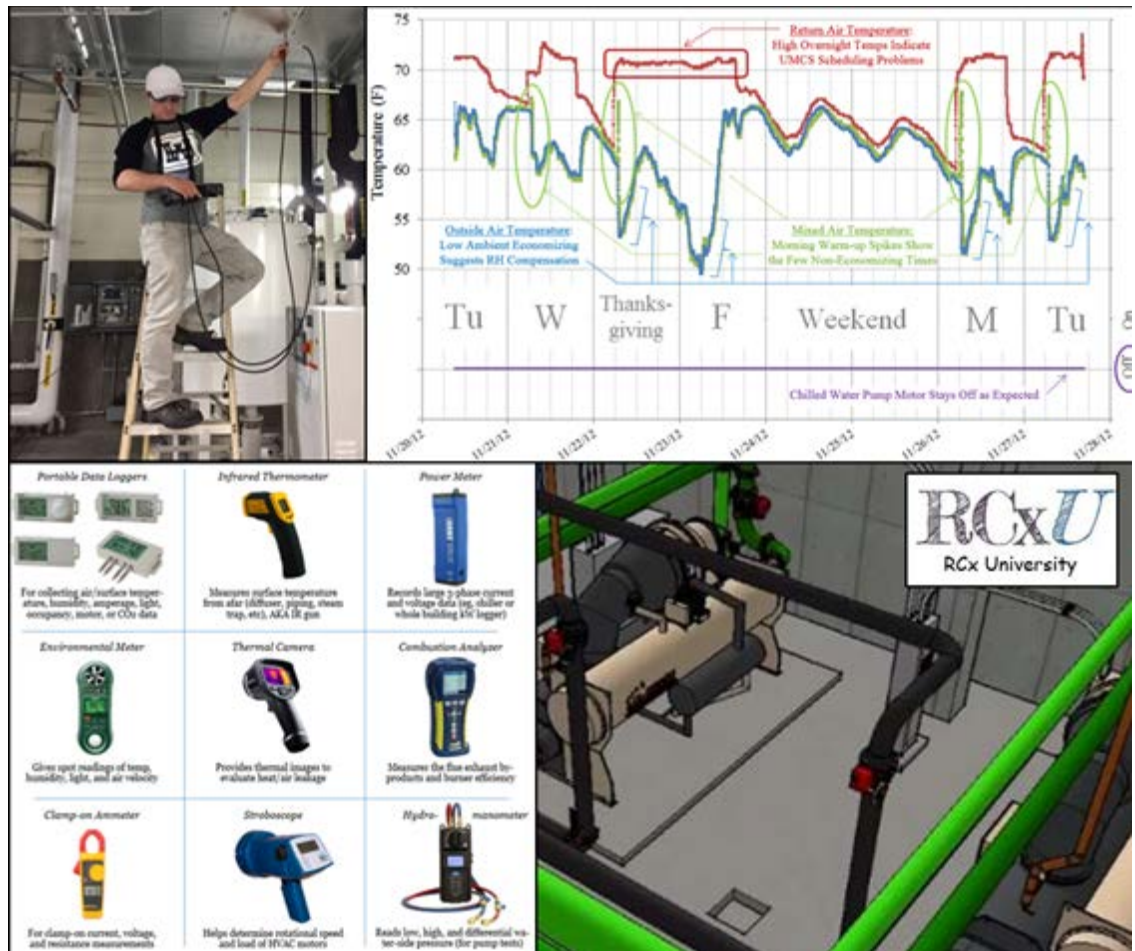 75
70
65
60
55
50
Temperature (F)
Return Air Temperature:
High Overnight Temps Indicate
UMCS Scheduling Problems
Outside Air Temperature:
Low Ambient Economizing
Suggests RH Compensation
Mixed Air Temperature:
Morning Warm-up Spikes Show
the Few Non-Economizing Times
Tu
W
Thanks-
giving
F
Weekend
M
Tu
On
Off
Chilled Water Pump Motor Stays Off as Expected
11/20/12
11/21/12
11/22/12
11/23/12
11/24/12
11/25/12
11/26/12
11/27/12
11/28/12
Portable Data Loggers
For collecting air/surface temper-
ature, humidity, amperage, light,
occupancy, motor, or CO2 data
Infrared Thermometer
Measures surface temperature
from afar (diffuser, piping, steam
trap, etc), AKA IR gun
Power Meter
Records large 3-phase current
and voltage data (eg, chiller or
whole building kW logger)
Environmental Meter
Gives spot readings of temp,
humidity, light, and air velocity
Thermal Camera
Provides thermal images to
evaluate heat/air leakage
Combustion Analyzer
Measures the flue exhaust by-
products and burner efficiency
Clamp-on Ammeter
For clamp-on current, voltage,
and resistance measurements
Stroboscope
Helps determine rotational speed
and load of HVAC motors
Hydro-manometer
Reads low, high, and differential wa-
ter-side pressure (for pump tests)
RCxU
RCx University